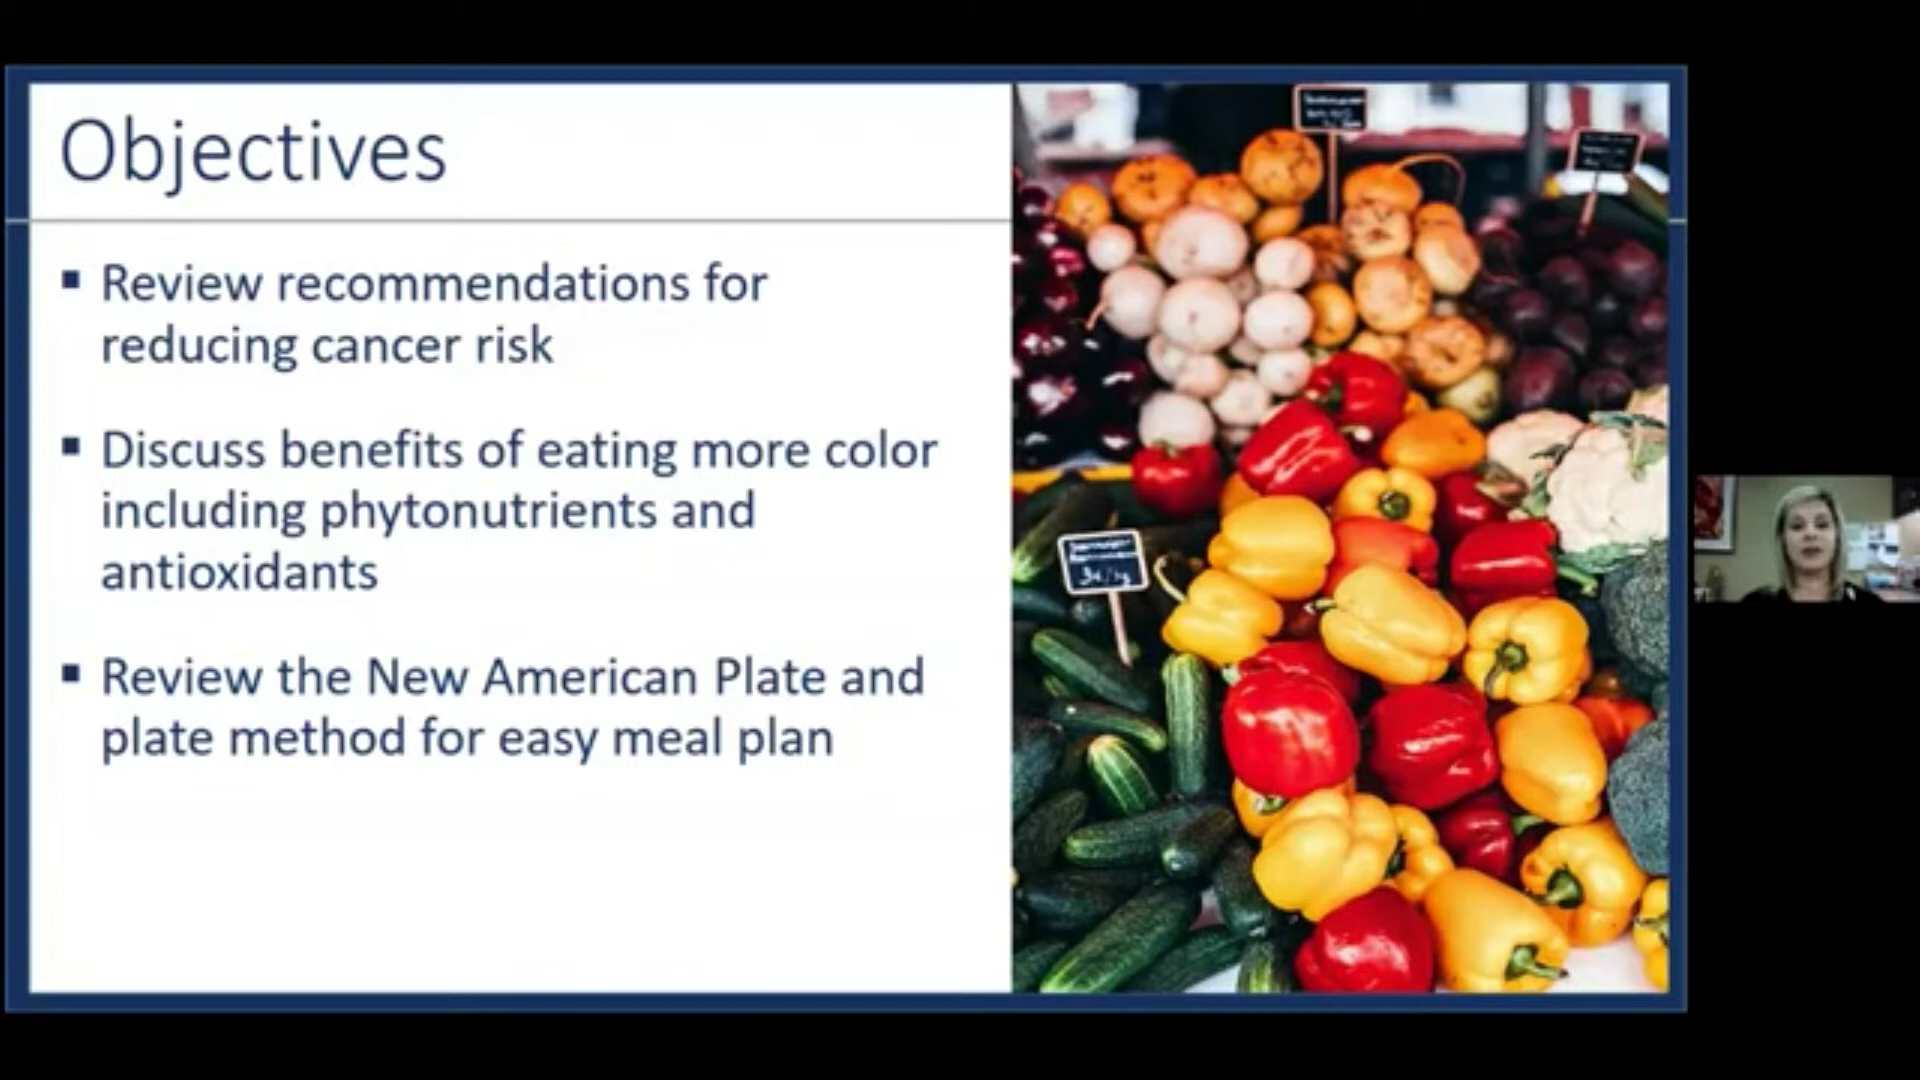 Objectives
▪ Review recommendations for
reducing cancer risk
▪ Discuss benefits of eating more color
including phytonutrients and
antioxidants
▪ Review the New American Plate and
plate method for easy meal plan